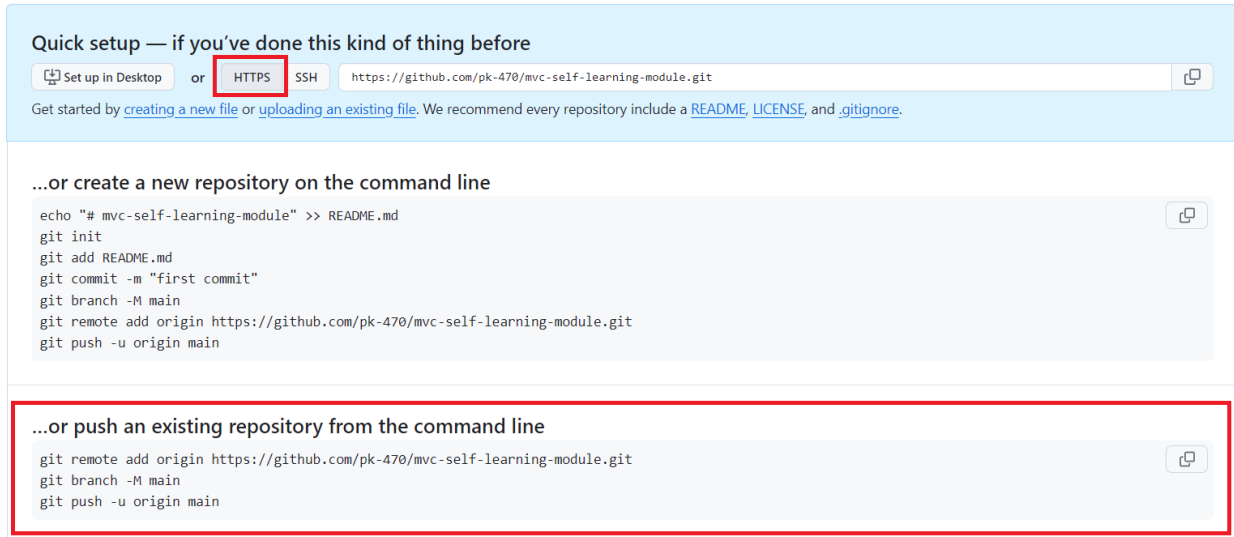 Quick setup — if you've done this kind of thing before
Set up in Desktop or HTTPS SSH https://github.com/pk-470/mvc-self-learning-module.git
Get started by creating a new file or uploading an existing file. We recommend every repository include a README, LICENSE, and .gitignore.
...or create a new repository on the command line
echo "# mvc-self-learning-module" >> README.md
git init
git add README.md
git commit -m "first commit"
git branch -M main
git remote add origin https://github.com/pk-470/mvc-self-learning-module.git
git push -u origin main
...or push an existing repository from the command line
git remote add origin https://github.com/pk-470/mvc-self-learning-module.git
git branch -M main
git push -u origin main